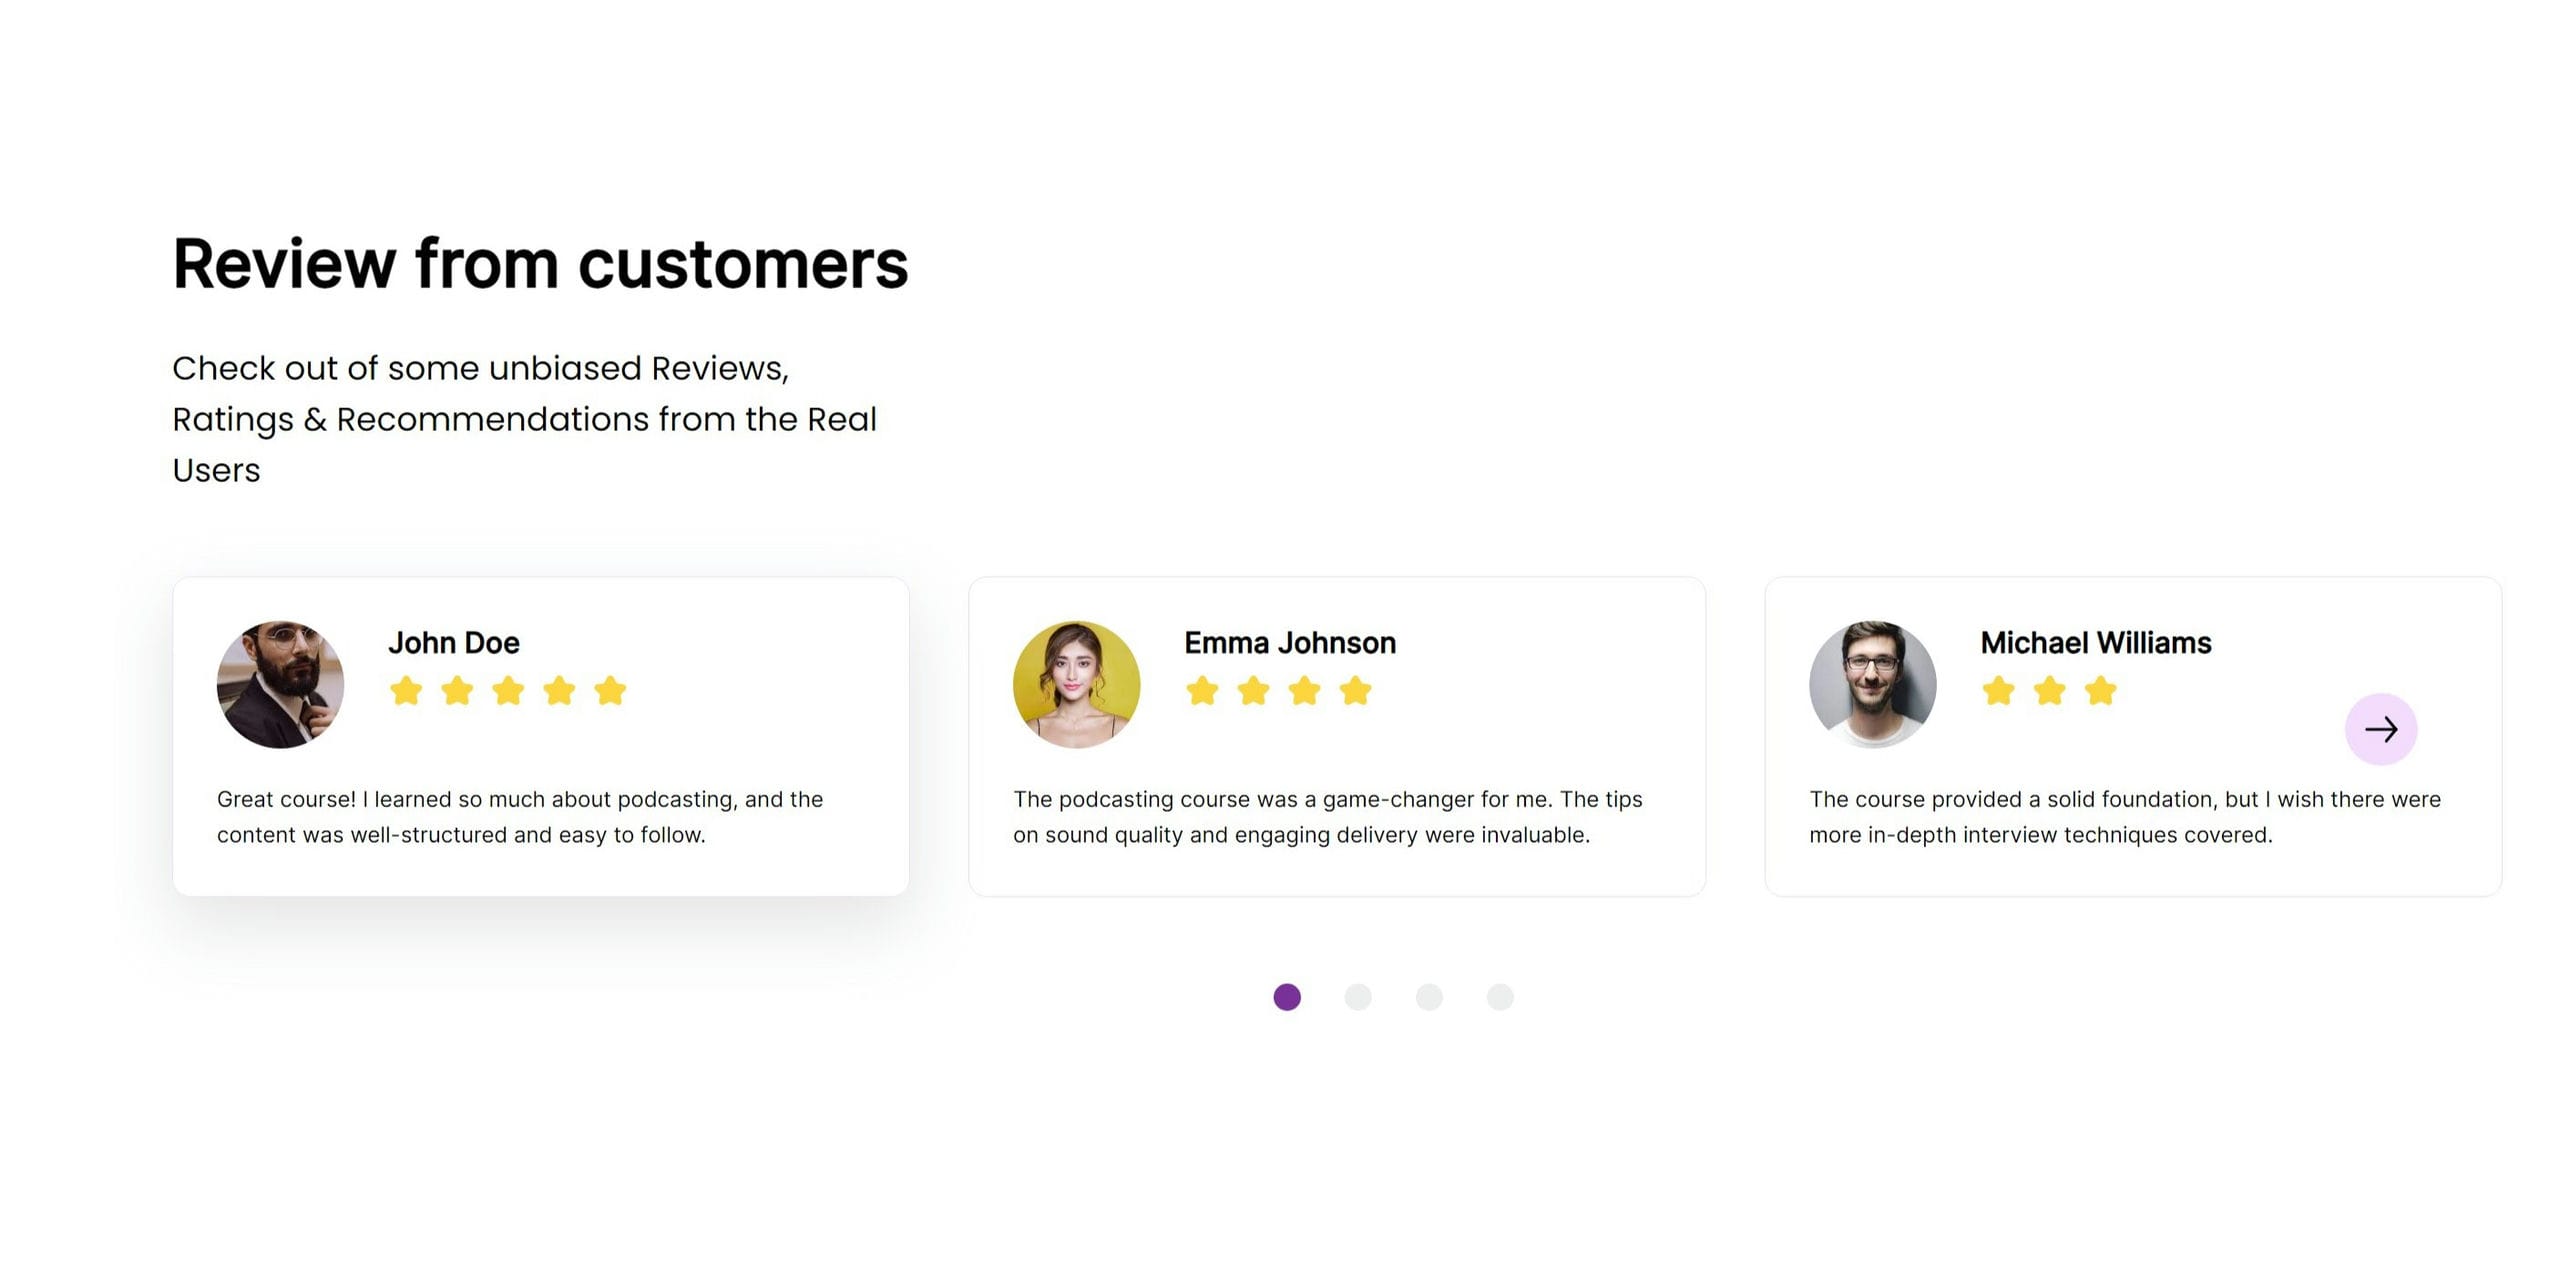 Review from customers
Check out of some unbiased Reviews,
Ratings & Recommendations from the Real
Users
John Doe
Great course! I learned so much about podcasting, and the
content was well-structured and easy to follow.
Emma Johnson
The podcasting course was a game-changer for me. The tips
on sound quality and engaging delivery were invaluable.
Michael Williams
The course provided a solid foundation, but I wish there were
more in-depth interview techniques covered.